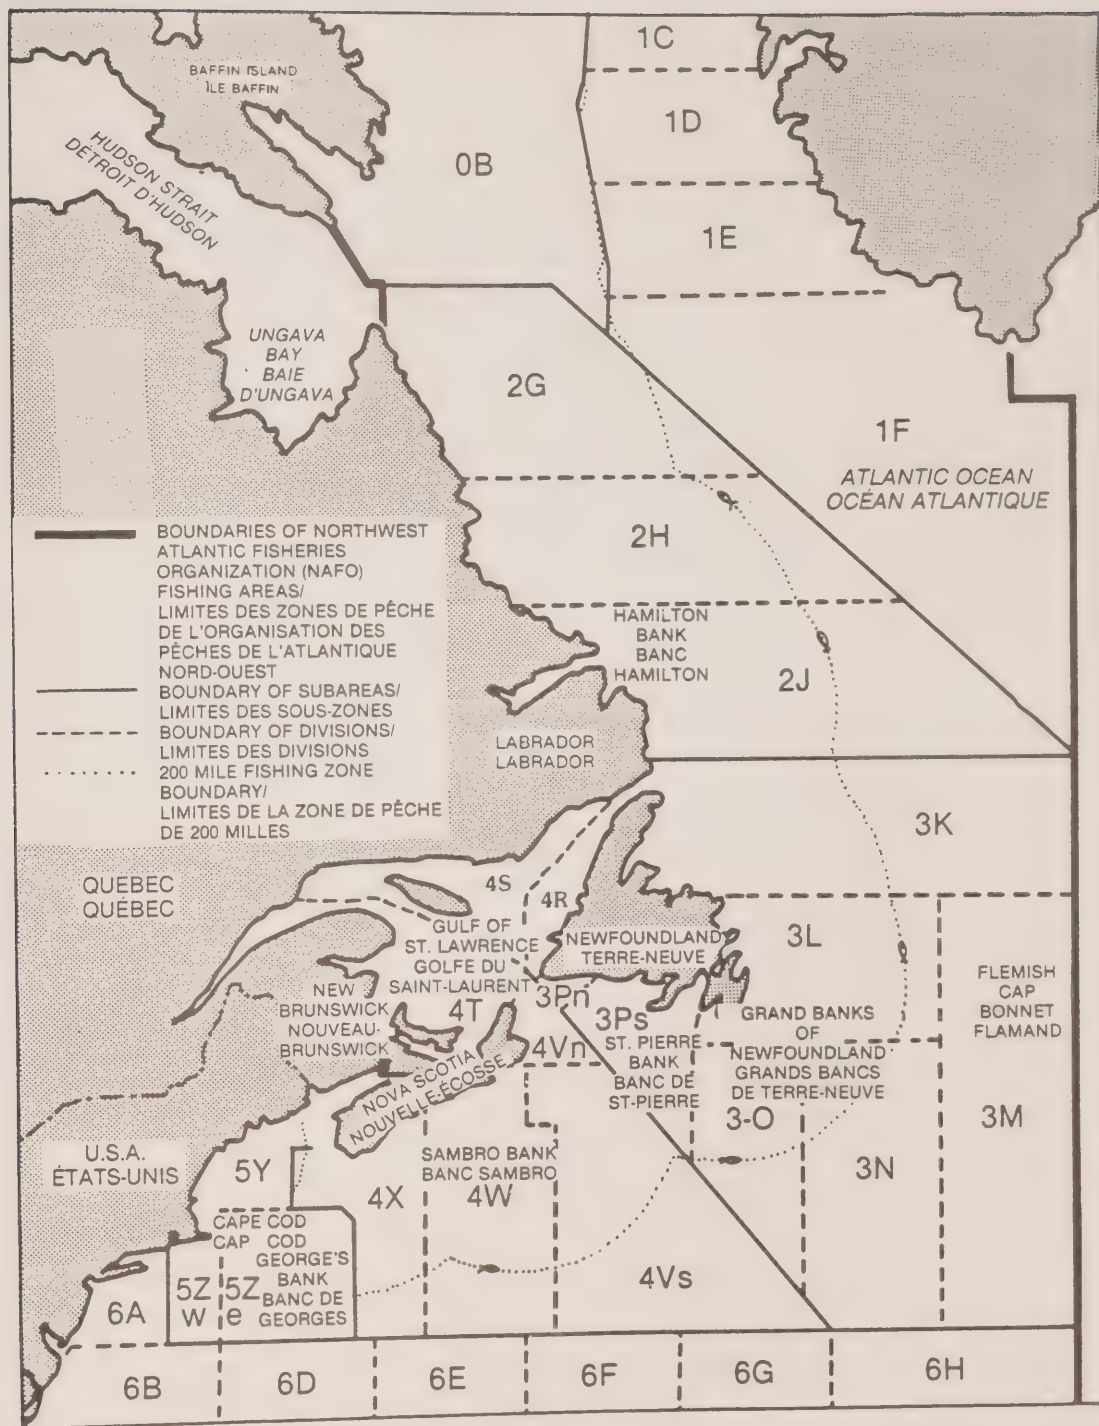 1C
BAFFIN ISLAND
ÎLE BAFFIN
1D
HUDSON STRAIT
DÉTROIT D'HUDSON
0B
1E
UNGAVA
BAY
BAIE
D'UNGAVA
2G
1F
ATLANTIC OCEAN
OCÉAN ATLANTIQUE
BOUNDARIES OF NORTHWEST
ATLANTIC FISHERIES
ORGANIZATION (NAFO)
FISHING AREAS/
LIMITES DES ZONES DE PÊCHE
DE L'ORGANISATION DES
PÊCHES DE L'ATLANTIQUE
NORD-OUEST
BOUNDARY OF SUBAREAS/
LIMITES DES SOUS-ZONES
BOUNDARY OF DIVISIONS/
LIMITES DES DIVISIONS
200 MILE FISHING ZONE
BOUNDARY/
LIMITES DE LA ZONE DE PÊCHE
DE 200 MILLES
2H
HAMILTON
BANK
BANC
HAMILTON
2J
LABRADOR
LABRADOR
3K
QUEBEC
QUÉBEC
4S
4R
GULF OF
ST. LAWRENCE
GOLFE DU
SAINT-LAURENT
NEWFOUNDLAND
TERRE-NEUVE
3L
FLEMISH
CAP
BONNET
FLAMAND
NEW
BRUNSWICK
NOUVEAU-
BRUNSWICK
4T
3Pn
3Ps
ST. PIERRE
BANK
BANC DE
ST-PIERRE
GRAND BANKS
OF
NEWFOUNDLAND
GRANDS BANCS
DE TERRE-NEUVE
4Vn
NOVA SCOTIA
NOUVELLE-ÉCOSSE
3-O
3M
U.S.A.
ÉTATS-UNIS
5Y
SAMBRO BANK
BANC SAMBRO
4X
4W
3N
CAPE COD
CAP COD
GEORGE'S
BANK
BANC DE
GEORGES
5Z
w
5Z
e
4Vs
6A
6B
6D
6E
6F
6G
6H